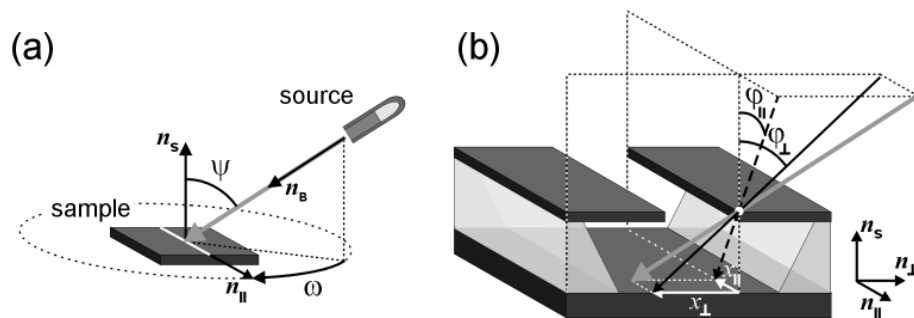 (a)
source
n_S
ψ
n_B
sample
n_||
ω
(b)
φ_||
φ_⊥
x_||
x_⊥
n_S
n_⊥
n_||